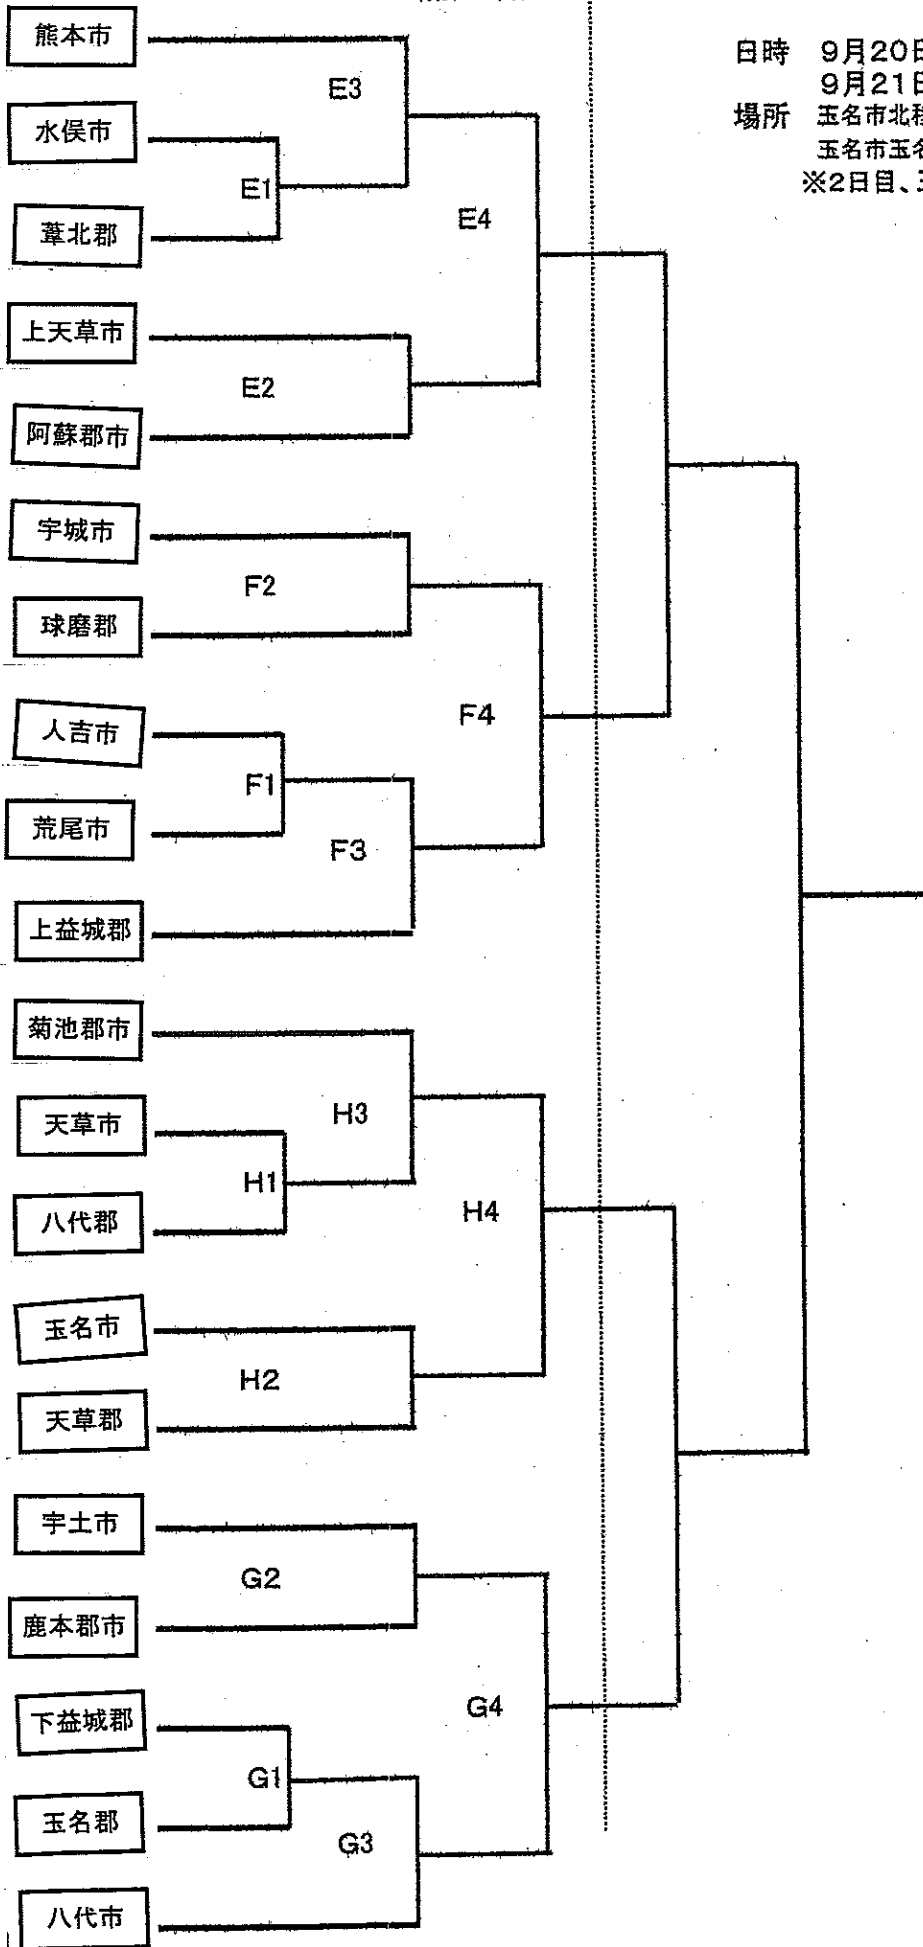 熊本市
水俣市
葦北郡
上天草市
阿蘇郡市
宇城市
球磨郡
人吉市
荒尾市
上益城郡
菊池郡市
天草市
八代郡
玉名市
天草郡
宇土市
鹿本郡市
下益城郡
玉名郡
八代市
E3
E1
E4
E2
F2
F4
F1
F3
H3
H1
H4
H2
G2
G4
G1
G3
日時 9月20日
9月21日
場所 玉名市北
玉名市玉名
※2日目、